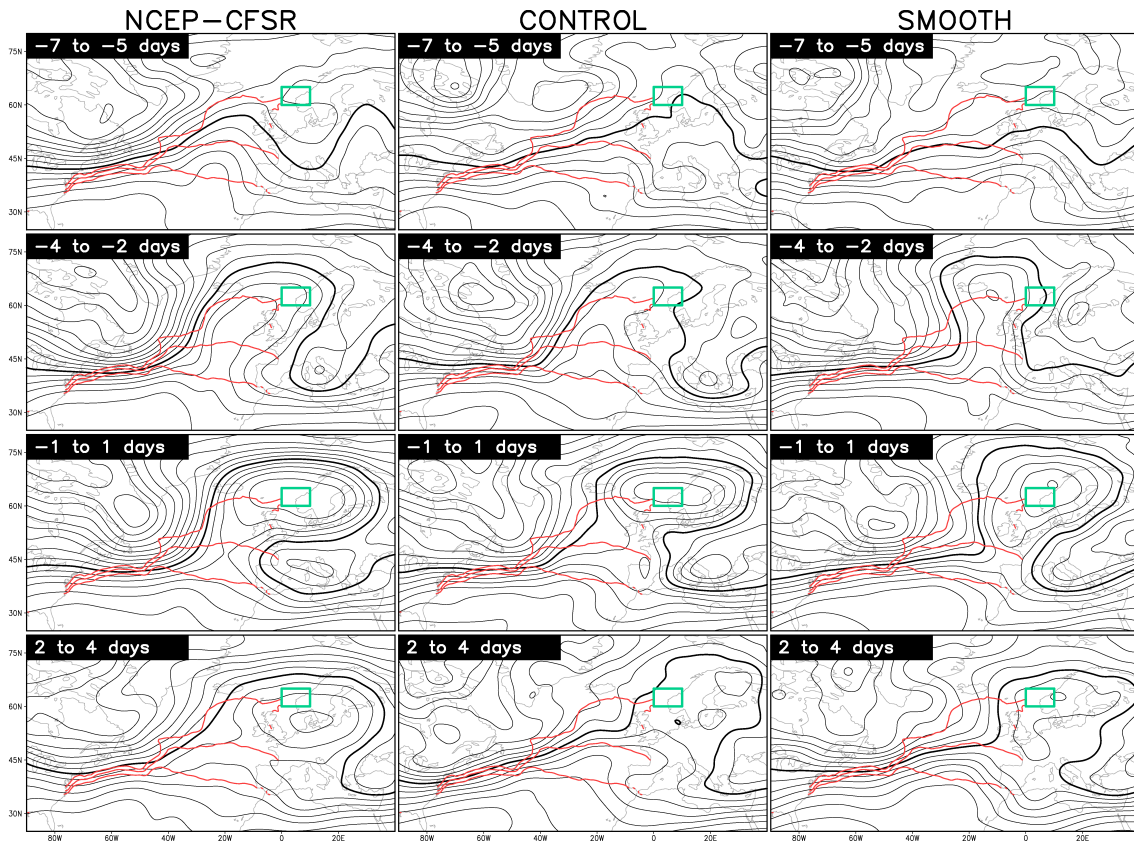 NCEP-CFSR CONTROL SMOOTH
-7 to -5 days -7 to -5 days -7 to -5 days
75N
60N
45N
30N
-4 to -2 days -4 to -2 days -4 to -2 days
75N
60N
45N
30N
-1 to 1 days -1 to 1 days -1 to 1 days
75N
60N
45N
30N
2 to 4 days 2 to 4 days 2 to 4 days
75N
60N
45N
30N
80W 60W 40W 20W 0 20E 80W 60W 40W 20W 0 20E 80W 60W 40W 20W 0 20E